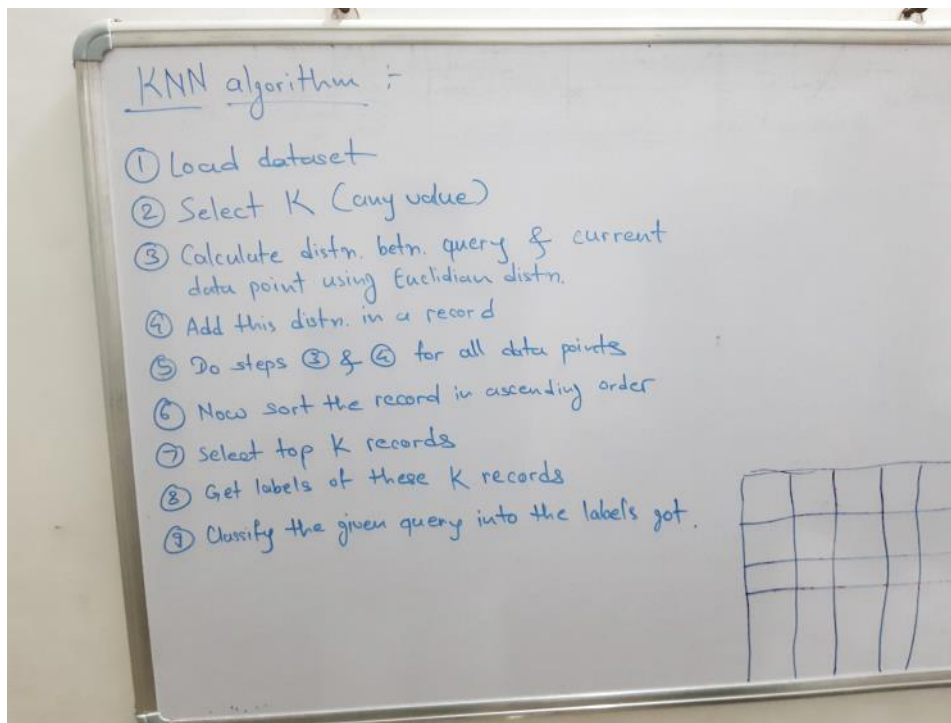 KNN algorithm :-
① Load dataset
② Select K (any value)
③ Calculate distn. betn. query & current
data point using Euclidian distn.
④ Add this distn. in a record
⑤ Do steps ③ & ④ for all data points
⑥ Now sort the record in ascending order
⑦ Select top K records
⑧ Get labels of these K records
⑨ Classify the given query into the labels got.